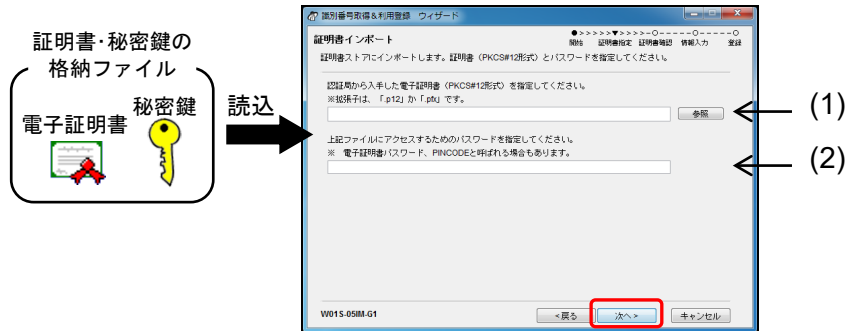 証明書・秘密鍵の
格納ファイル
電子証明書
秘密鍵
読込
識別番号取得&利用登録 ウィザード
証明書インポート
●>>>>>▼>>>>-○-----○-----○
開始 証明書指定 証明書確認 情報入力 登録
証明書ストアにインポートします。証明書(PKCS#12形式)とパスワードを指定してください。
認証局から入手した電子証明書(PKCS#12形式)を指定してください。
※拡張子は、「.p12」か「.pfx」です。
参照
(1)
上記ファイルにアクセスするためのパスワードを指定してください。
※ 電子証明書パスワード、PINCODEと呼ばれる場合もあります。
(2)
W01S-05IM-G1
<戻る
次へ>
キャンセル